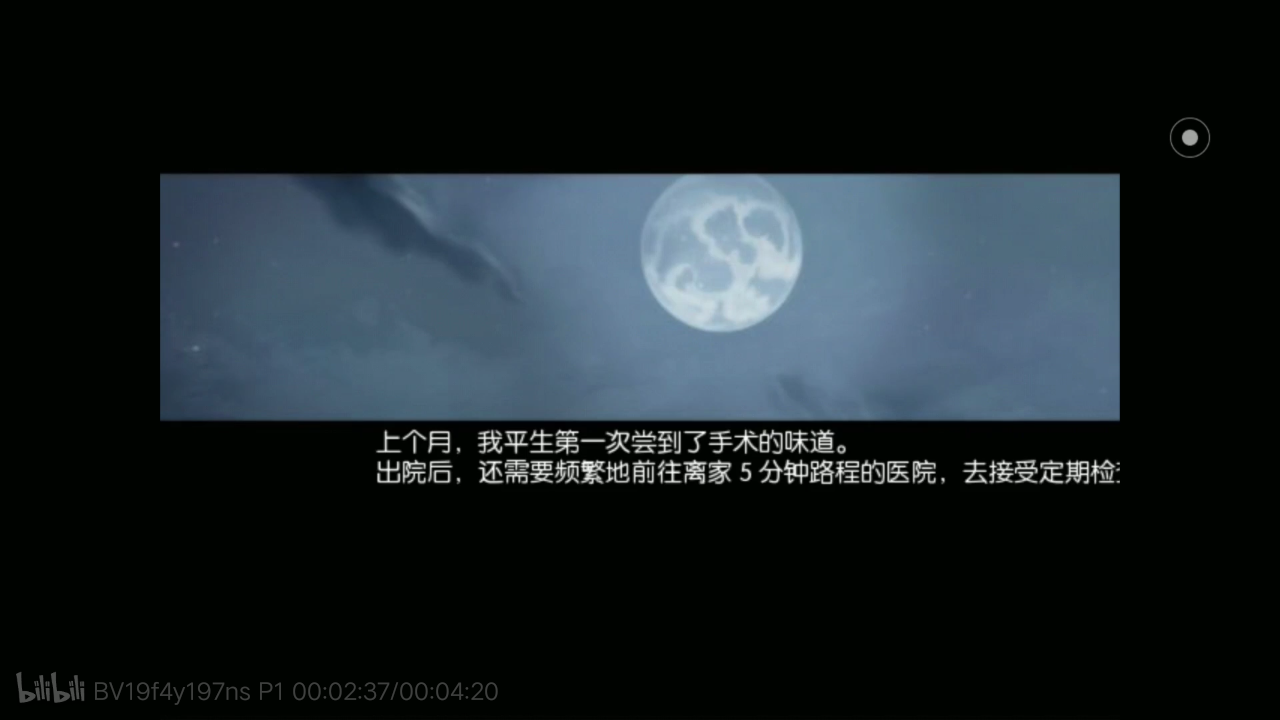 上个月，我平生第一次尝到了手术的味道。
出院后，还需要频繁地前往离家 5 分钟路程的医院，去接受定期检
bilibili BV19f4y197ns P1 00:02:37/00:04:20